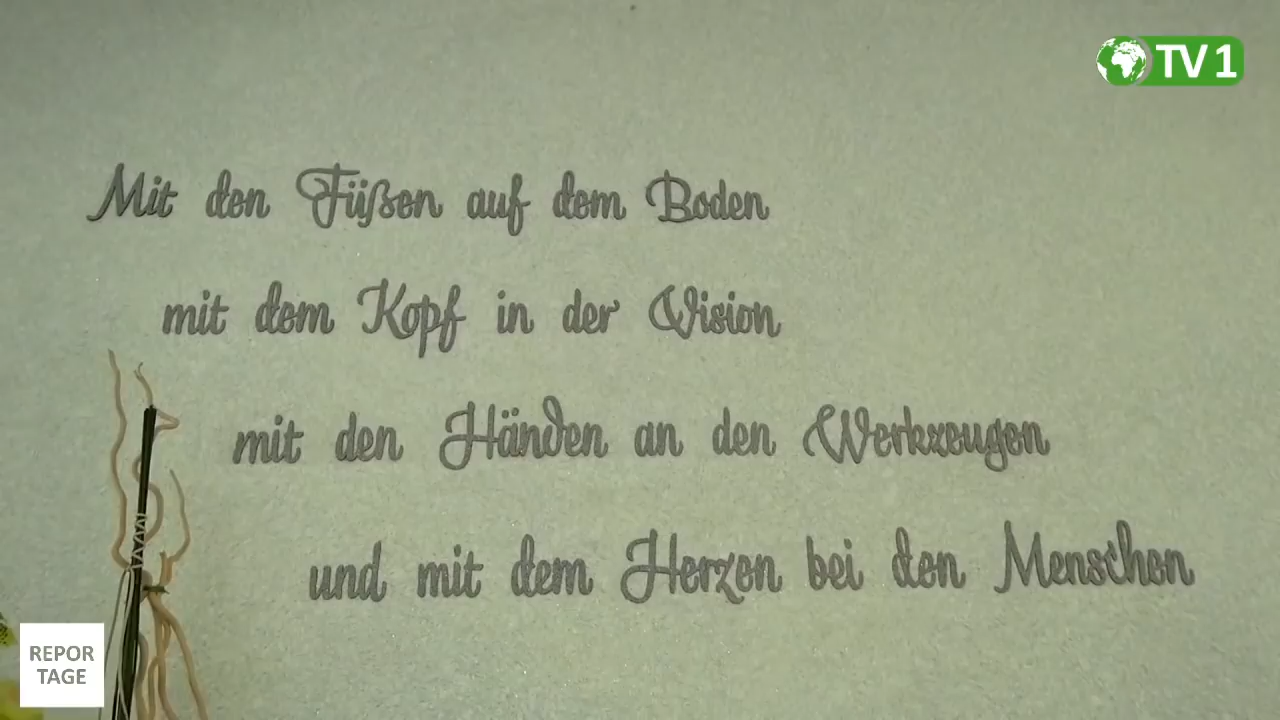 TV1
Mit den Füßen auf dem Boden
mit dem Kopf in der Vision
mit den Händen an den Werkzeugen
und mit dem Herzen bei den Menschen
REPOR
TAGE